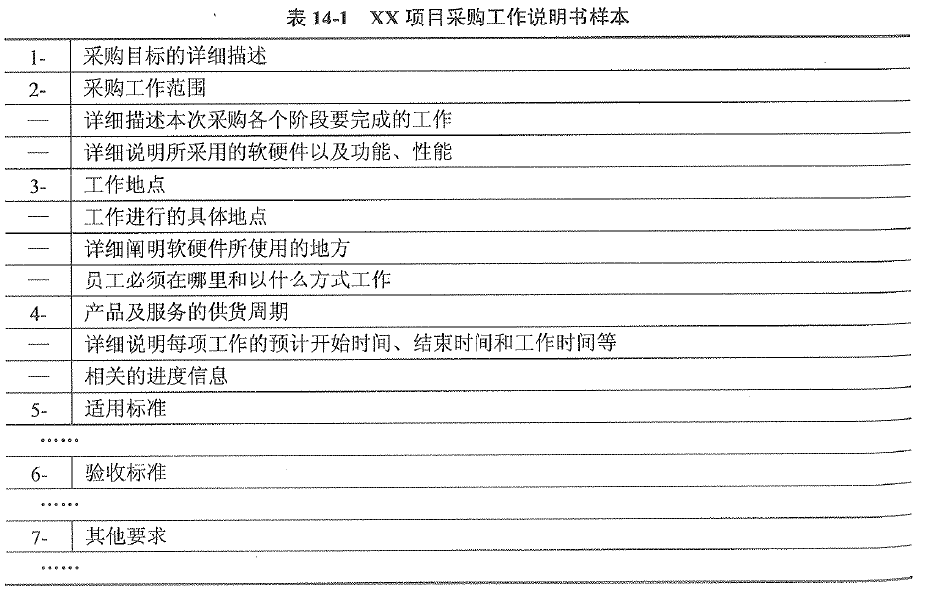 表 14-1 XX 项目采购工作说明书样本
1- 采购目标的详细描述
2- 采购工作范围
— 详细描述本次采购各个阶段要完成的工作
— 详细说明所采用的软硬件以及功能、性能
3- 工作地点
— 工作进行的具体地点
— 详细阐明软硬件所使用的地方
— 员工必须在哪里和以什么方式工作
4- 产品及服务的供货周期
— 详细说明每项工作的预计开始时间、结束时间和工作时间等
— 相关的进度信息
5- 适用标准
……
6- 验收标准
……
7- 其他要求
……